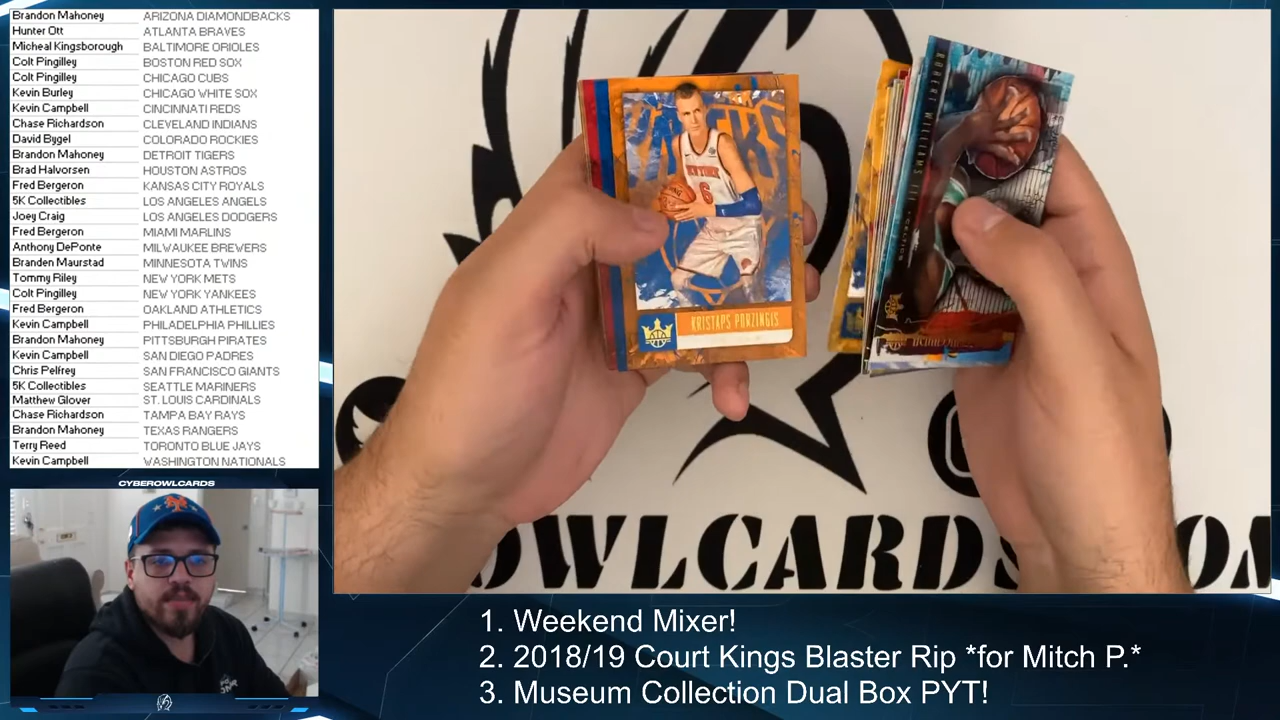 Brandon Mahoney ARIZONA DIAMONDBACKS
Hunter Ott ATLANTA BRAVES
Micheal Kingsborough BALTIMORE ORIOLES
Colt Pingilley BOSTON RED SOX
Colt Pingilley CHICAGO CUBS
Kevin Burley CHICAGO WHITE SOX
Kevin Campbell CINCINNATI REDS
Chase Richardson CLEVELAND INDIANS
David Bygel COLORADO ROCKIES
Brandon Mahoney DETROIT TIGERS
Brad Halvorsen HOUSTON ASTROS
Fred Bergeron KANSAS CITY ROYALS
5K Collectibles LOS ANGELES ANGELS
Joey Craig LOS ANGELES DODGERS
Fred Bergeron MIAMI MARLINS
Anthony DePonte MILWAUKEE BREWERS
Branden Maurstad MINNESOTA TWINS
Tommy Riley NEW YORK METS
Colt Pingilley NEW YORK YANKEES
Fred Bergeron OAKLAND ATHLETICS
Kevin Campbell PHILADELPHIA PHILLIES
Brandon Mahoney PITTSBURGH PIRATES
Kevin Campbell SAN DIEGO PADRES
Chris Pelfrey SAN FRANCISCO GIANTS
5K Collectibles SEATTLE MARINERS
Matthew Glover ST. LOUIS CARDINALS
Chase Richardson TAMPA BAY RAYS
Brandon Mahoney TEXAS RANGERS
Terry Reed TORONTO BLUE JAYS
Kevin Campbell WASHINGTON NATIONALS
CYBEROWLCARDS
NEW YORK
6
KRISTAPS PORZINGIS
ROBERT WILLIAMS III • CELTICS
OWLCARDS OM
1. Weekend Mixer!
2. 2018/19 Court Kings Blaster Rip *for Mitch P.*
3. Museum Collection Dual Box PYT!